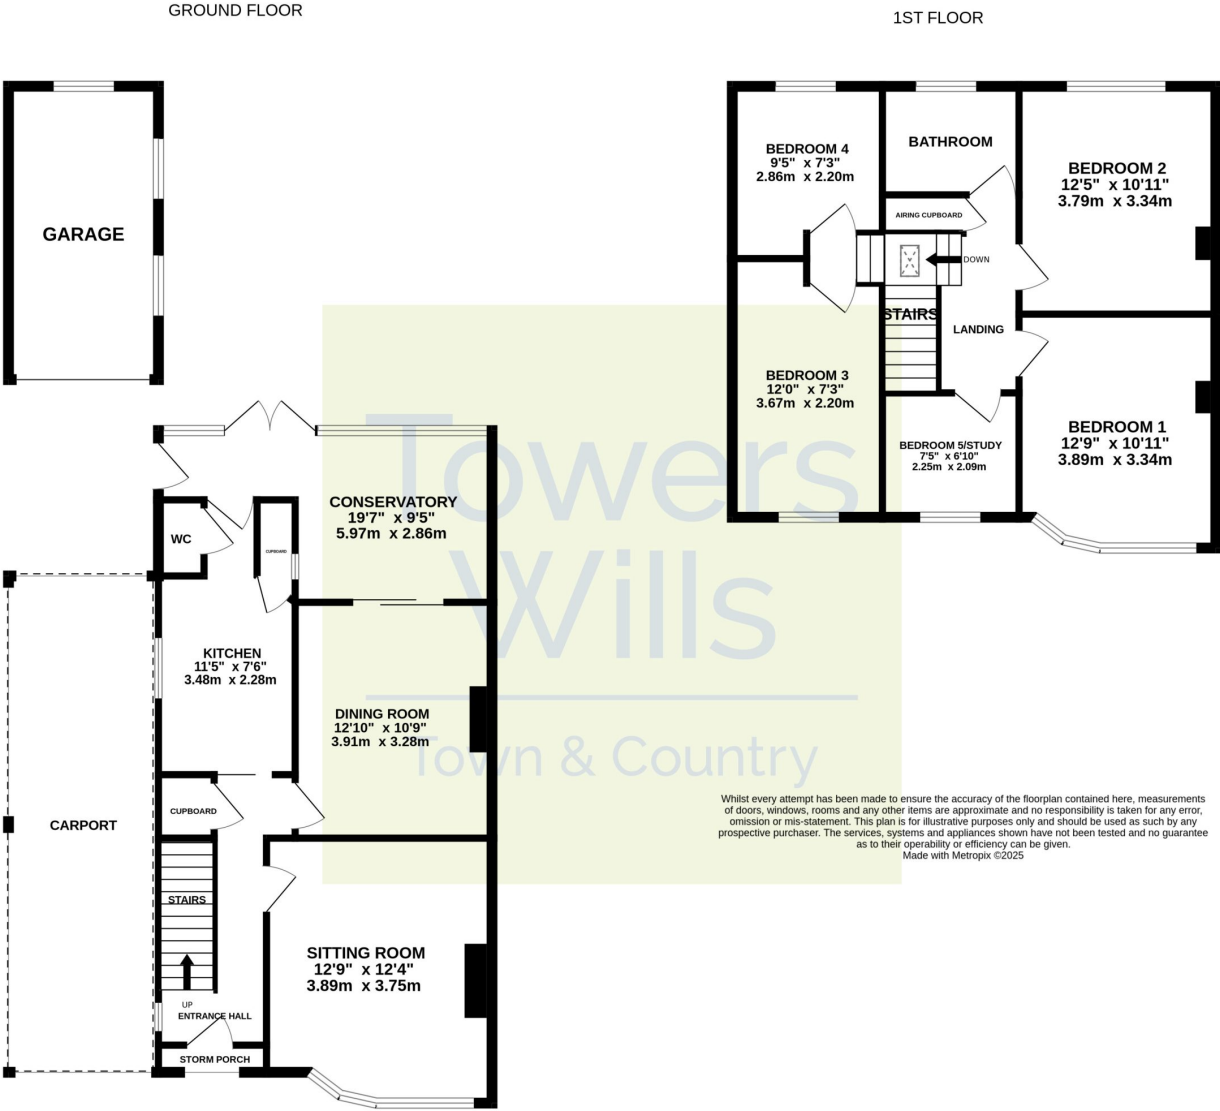 GROUND FLOOR
GARAGE
CONSERVATORY
19'7" x 9'5"
5.97m x 2.86m
WC
CUPBOARD
KITCHEN
11'5" x 7'6"
3.48m x 2.28m
DINING ROOM
12'10" x 10'9"
3.91m x 3.28m
CUPBOARD
CARPORT
STAIRS
SITTING ROOM
12'9" x 12'4"
3.89m x 3.75m
UP
ENTRANCE HALL
STORM PORCH
1ST FLOOR
BEDROOM 4
9'5" x 7'3"
2.86m x 2.20m
BATHROOM
BEDROOM 2
12'5" x 10'11"
3.79m x 3.34m
AIRING CUPBOARD
DOWN
STAIRS
LANDING
BEDROOM 3
12'0" x 7'3"
3.67m x 2.20m
BEDROOM 5/STUDY
7'5" x 6'10"
2.25m x 2.09m
BEDROOM 1
12'9" x 10'11"
3.89m x 3.34m
Towers
Wills
Town & Country
Whilst every attempt has been made to ensure the accuracy of the floorplan contained here, measurements
of doors, windows, rooms and any other items are approximate and no responsibility is taken for any error,
omission or mis-statement. This plan is for illustrative purposes only and should be used as such by any
prospective purchaser. The services, systems and appliances shown have not been tested and no guarantee
as to their operability or efficiency can be given.
Made with Metropix ©2025